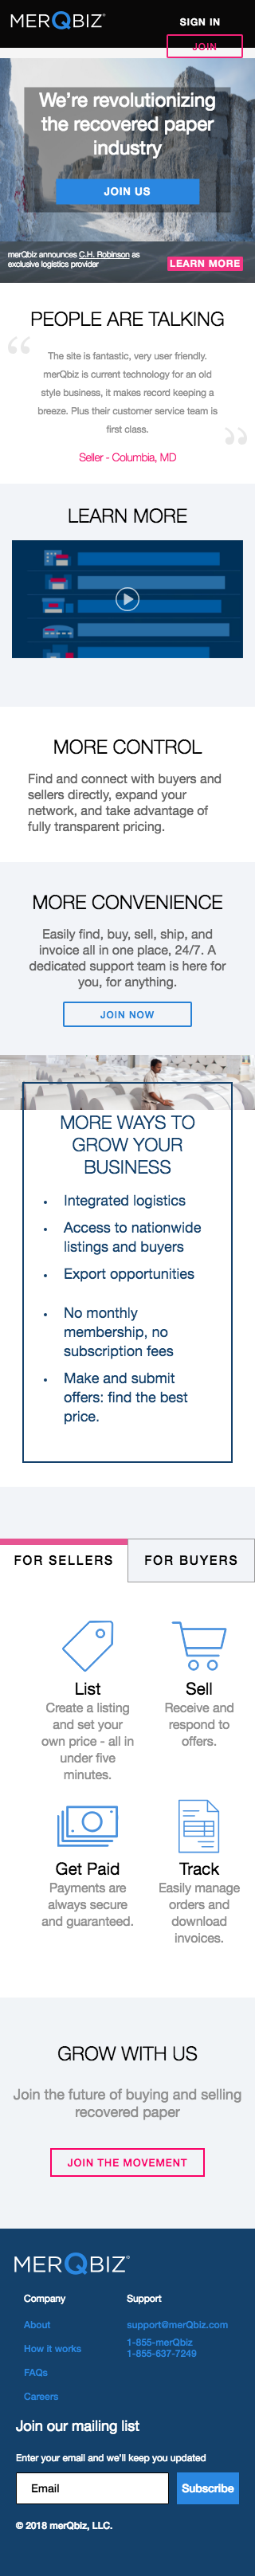 MERQBIZ®
SIGN IN
JOIN
We're revolutionizing
the recovered paper
industry
JOIN US
merQbiz announces C.H. Robinson as
exclusive logistics provider
LEARN MORE
PEOPLE ARE TALKING
“
The site is fantastic, very user friendly.
merQbiz is current technology for an old
style business, it makes record keeping a
breeze. Plus their customer service team is
first class.
”
Seller - Columbia, MD
LEARN MORE
MORE CONTROL
Find and connect with buyers and
sellers directly, expand your
network, and take advantage of
fully transparent pricing.
MORE CONVENIENCE
Easily find, buy, sell, ship, and
invoice all in one place, 24/7. A
dedicated support team is here for
you, for anything.
JOIN NOW
MORE WAYS TO
GROW YOUR
BUSINESS
• Integrated logistics
• Access to nationwide
listings and buyers
• Export opportunities
• No monthly
membership, no
subscription fees
• Make and submit
offers: find the best
price.
FOR SELLERS FOR BUYERS
List
Create a listing
and set your
own price - all in
under five
minutes.
Sell
Receive and
respond to
offers.
Get Paid
Payments are
always secure
and guaranteed.
Track
Easily manage
orders and
download
invoices.
GROW WITH US
Join the future of buying and selling
recovered paper
JOIN THE MOVEMENT
MERQBIZ®
Company
About
How it works
FAQs
Careers
Support
support@merQbiz.com
1-855-merQbiz
1-855-637-7249
Join our mailing list
Enter your email and we'll keep you updated
Email
Subscribe
© 2018 merQbiz, LLC.